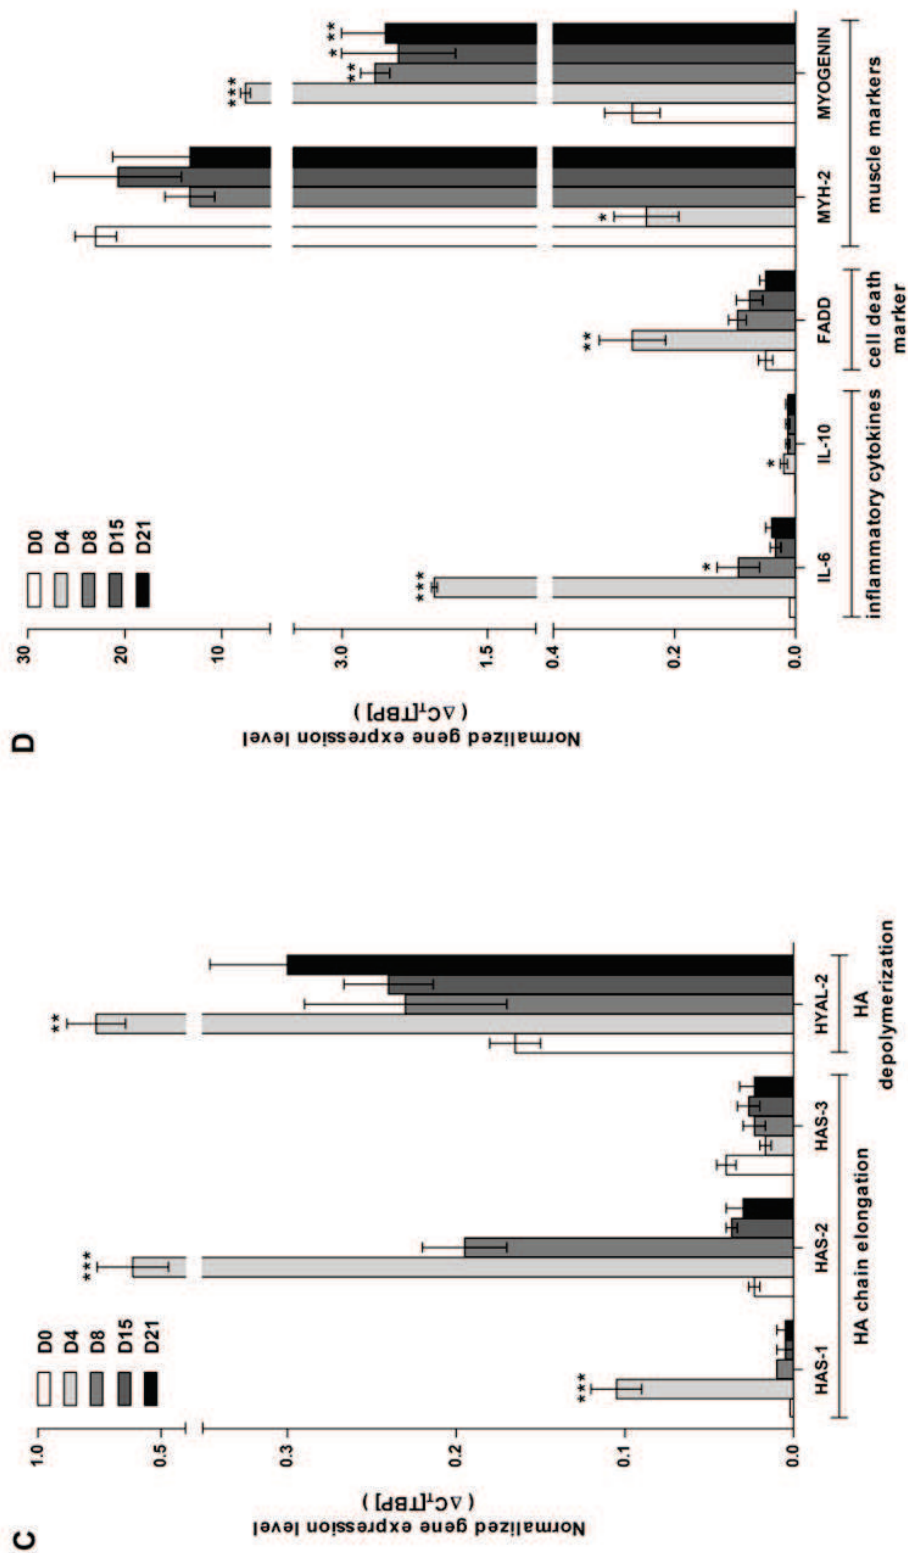 C
Normalized gene expression level
( ΔCT[TBP] )
1.0
0.5
0.3
0.2
0.1
0.0
D0
D4
D8
D15
D21
***
***
**
HAS-1
HAS-2
HAS-3
HYAL-2
HA chain elongation
HA
depolymerization
D
Normalized gene expression level
( ΔCT[TBP] )
30
20
10
3.0
1.5
0.4
0.2
0.0
D0
D4
D8
D15
D21
***
*
*
**
*
***
**
*
**
IL-6
IL-10
FADD
MYH-2
MYOGENIN
inflammatory cytokines
cell death
marker
muscle markers